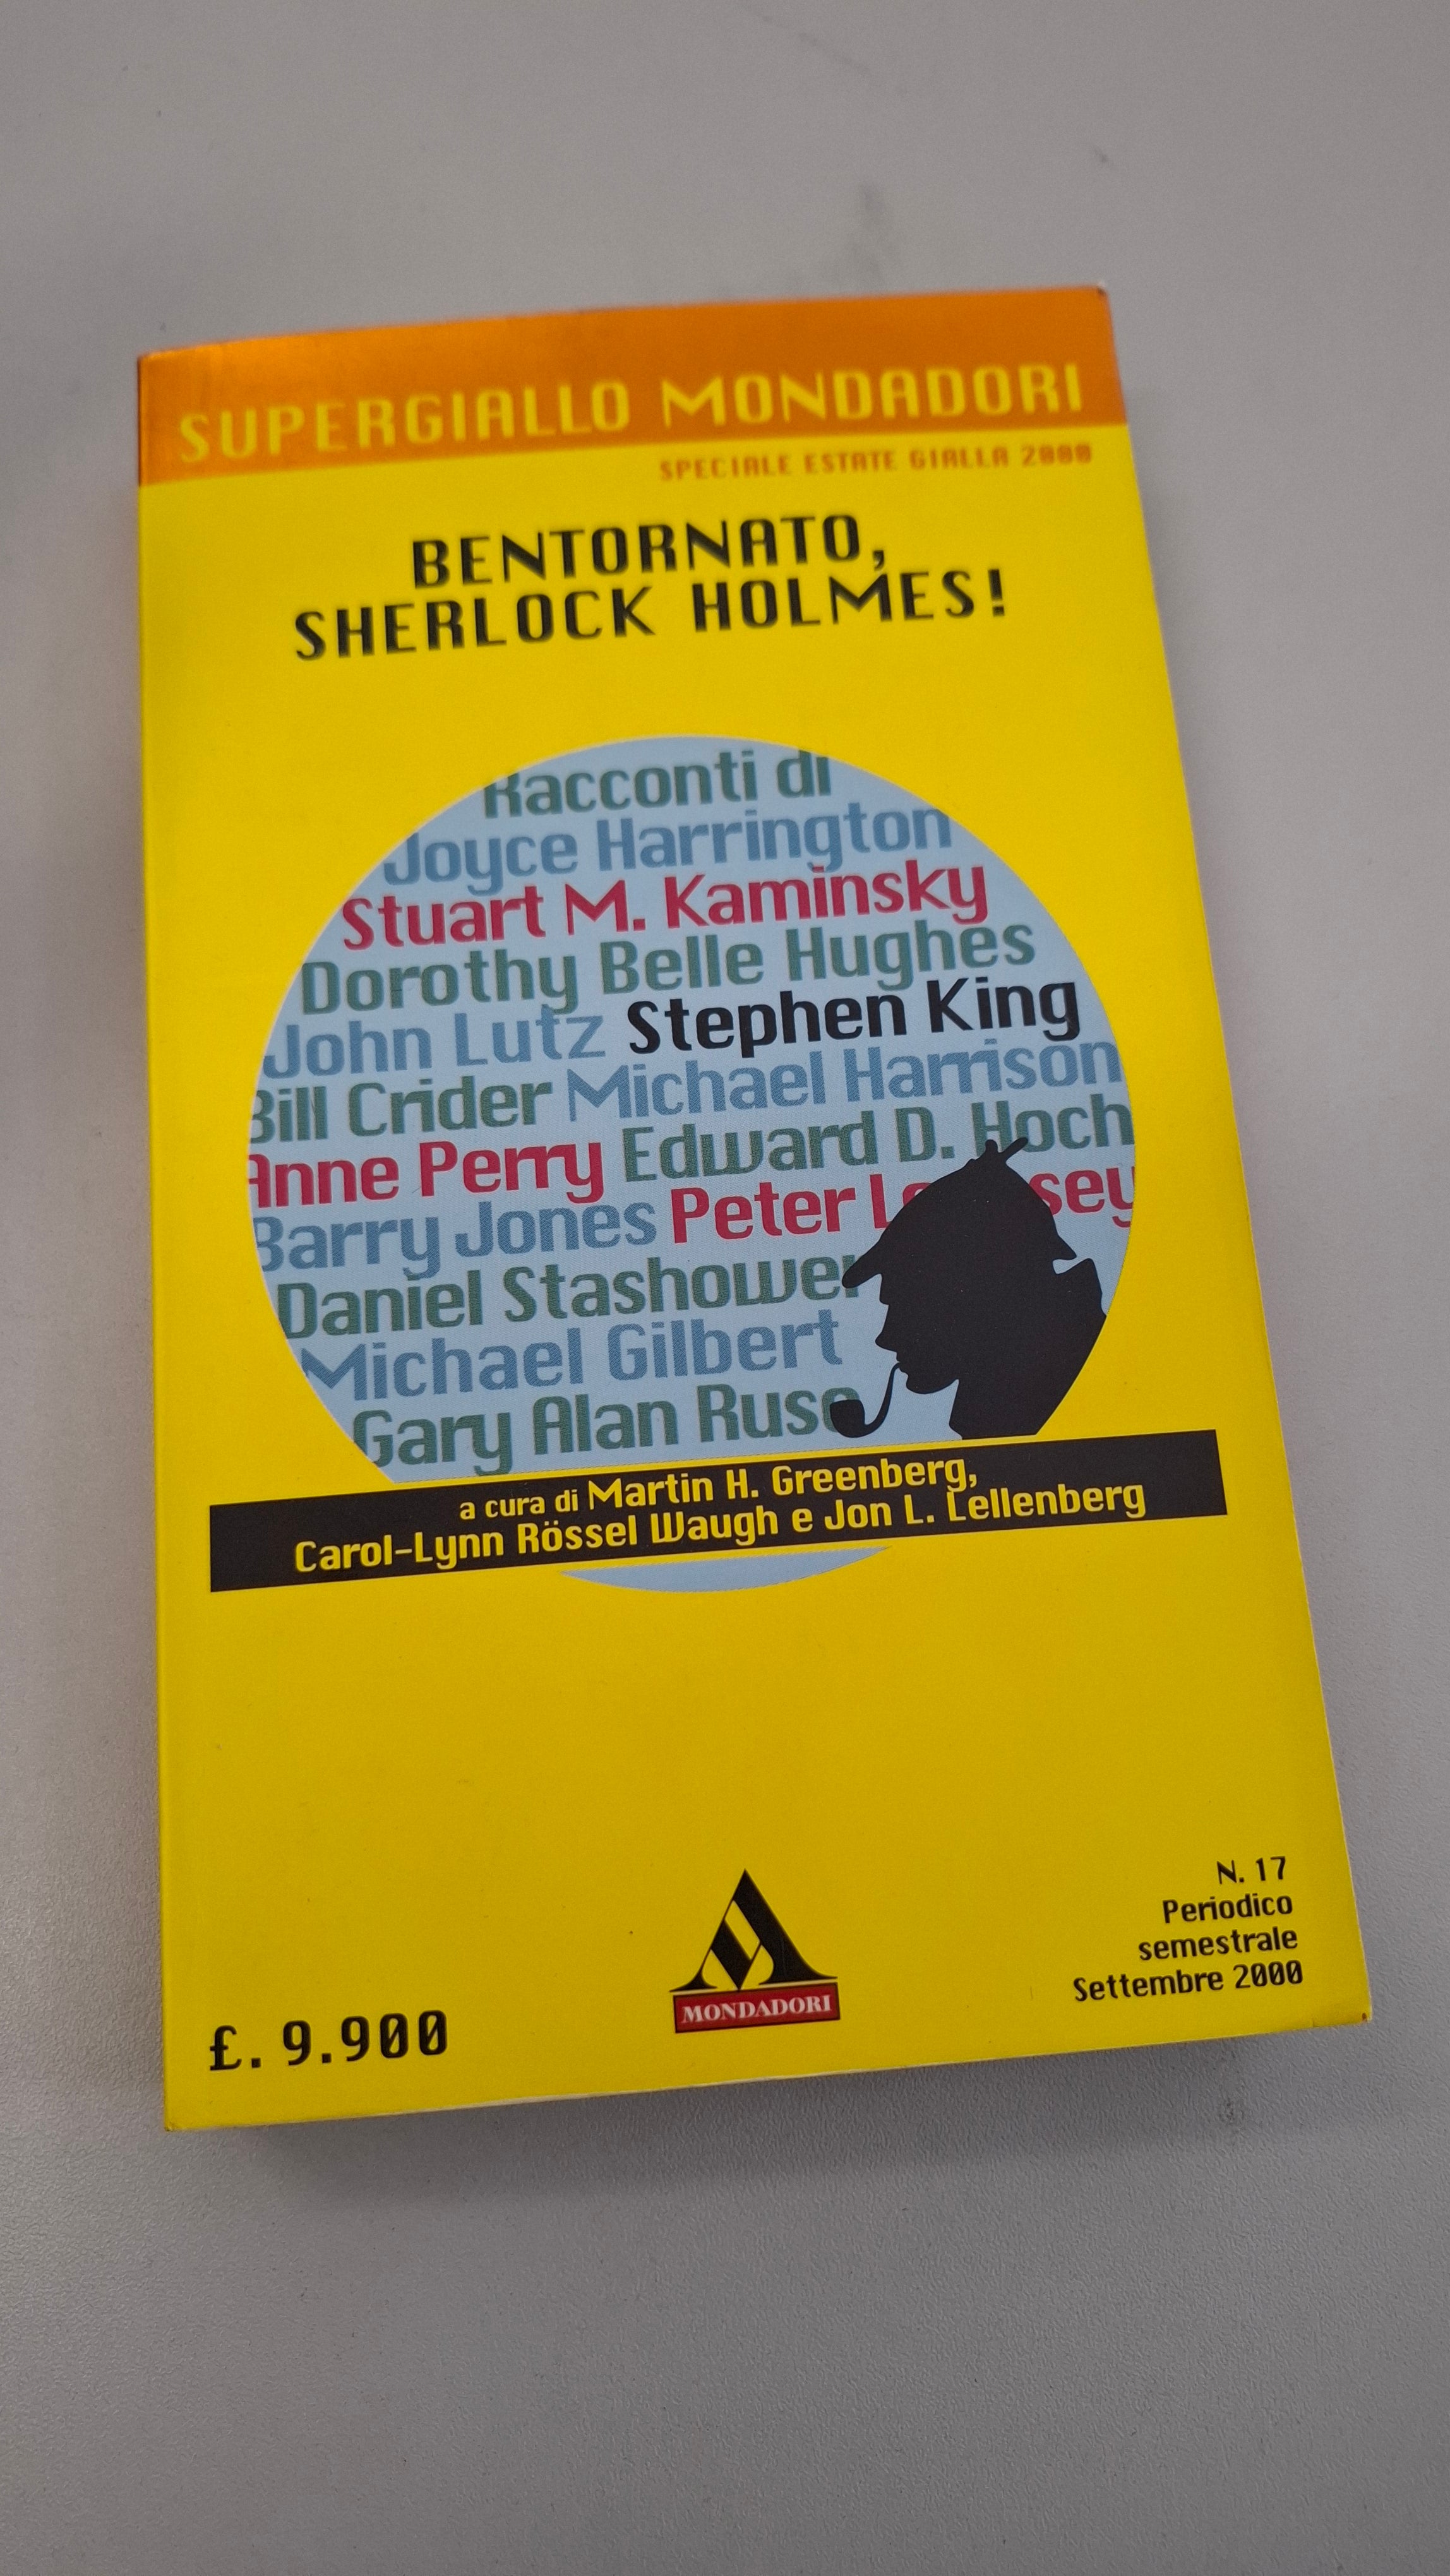 SUPERGIALLO MONDADORI
SPECIALE ESTATE GIALLA 2000
BENTORNATO,
SHERLOCK HOLMES!
Racconti di
Joyce Harrington
Stuart M. Kaminsky
Dorothy Belle Hughes
John Lutz Stephen King
Bill Crider Michael Harrison
Anne Perry Edward D. Hoch
Barry Jones Peter
Daniel Stashower
Michael Gilbert
Gary Alan Ruse
a cura di Martin H. Greenberg,
Carol-Lynn Rössel Waugh e Jon L. Lellenberg
N. 17
Periodico
semestrale
Settembre 2000
MONDADORI
£. 9.900